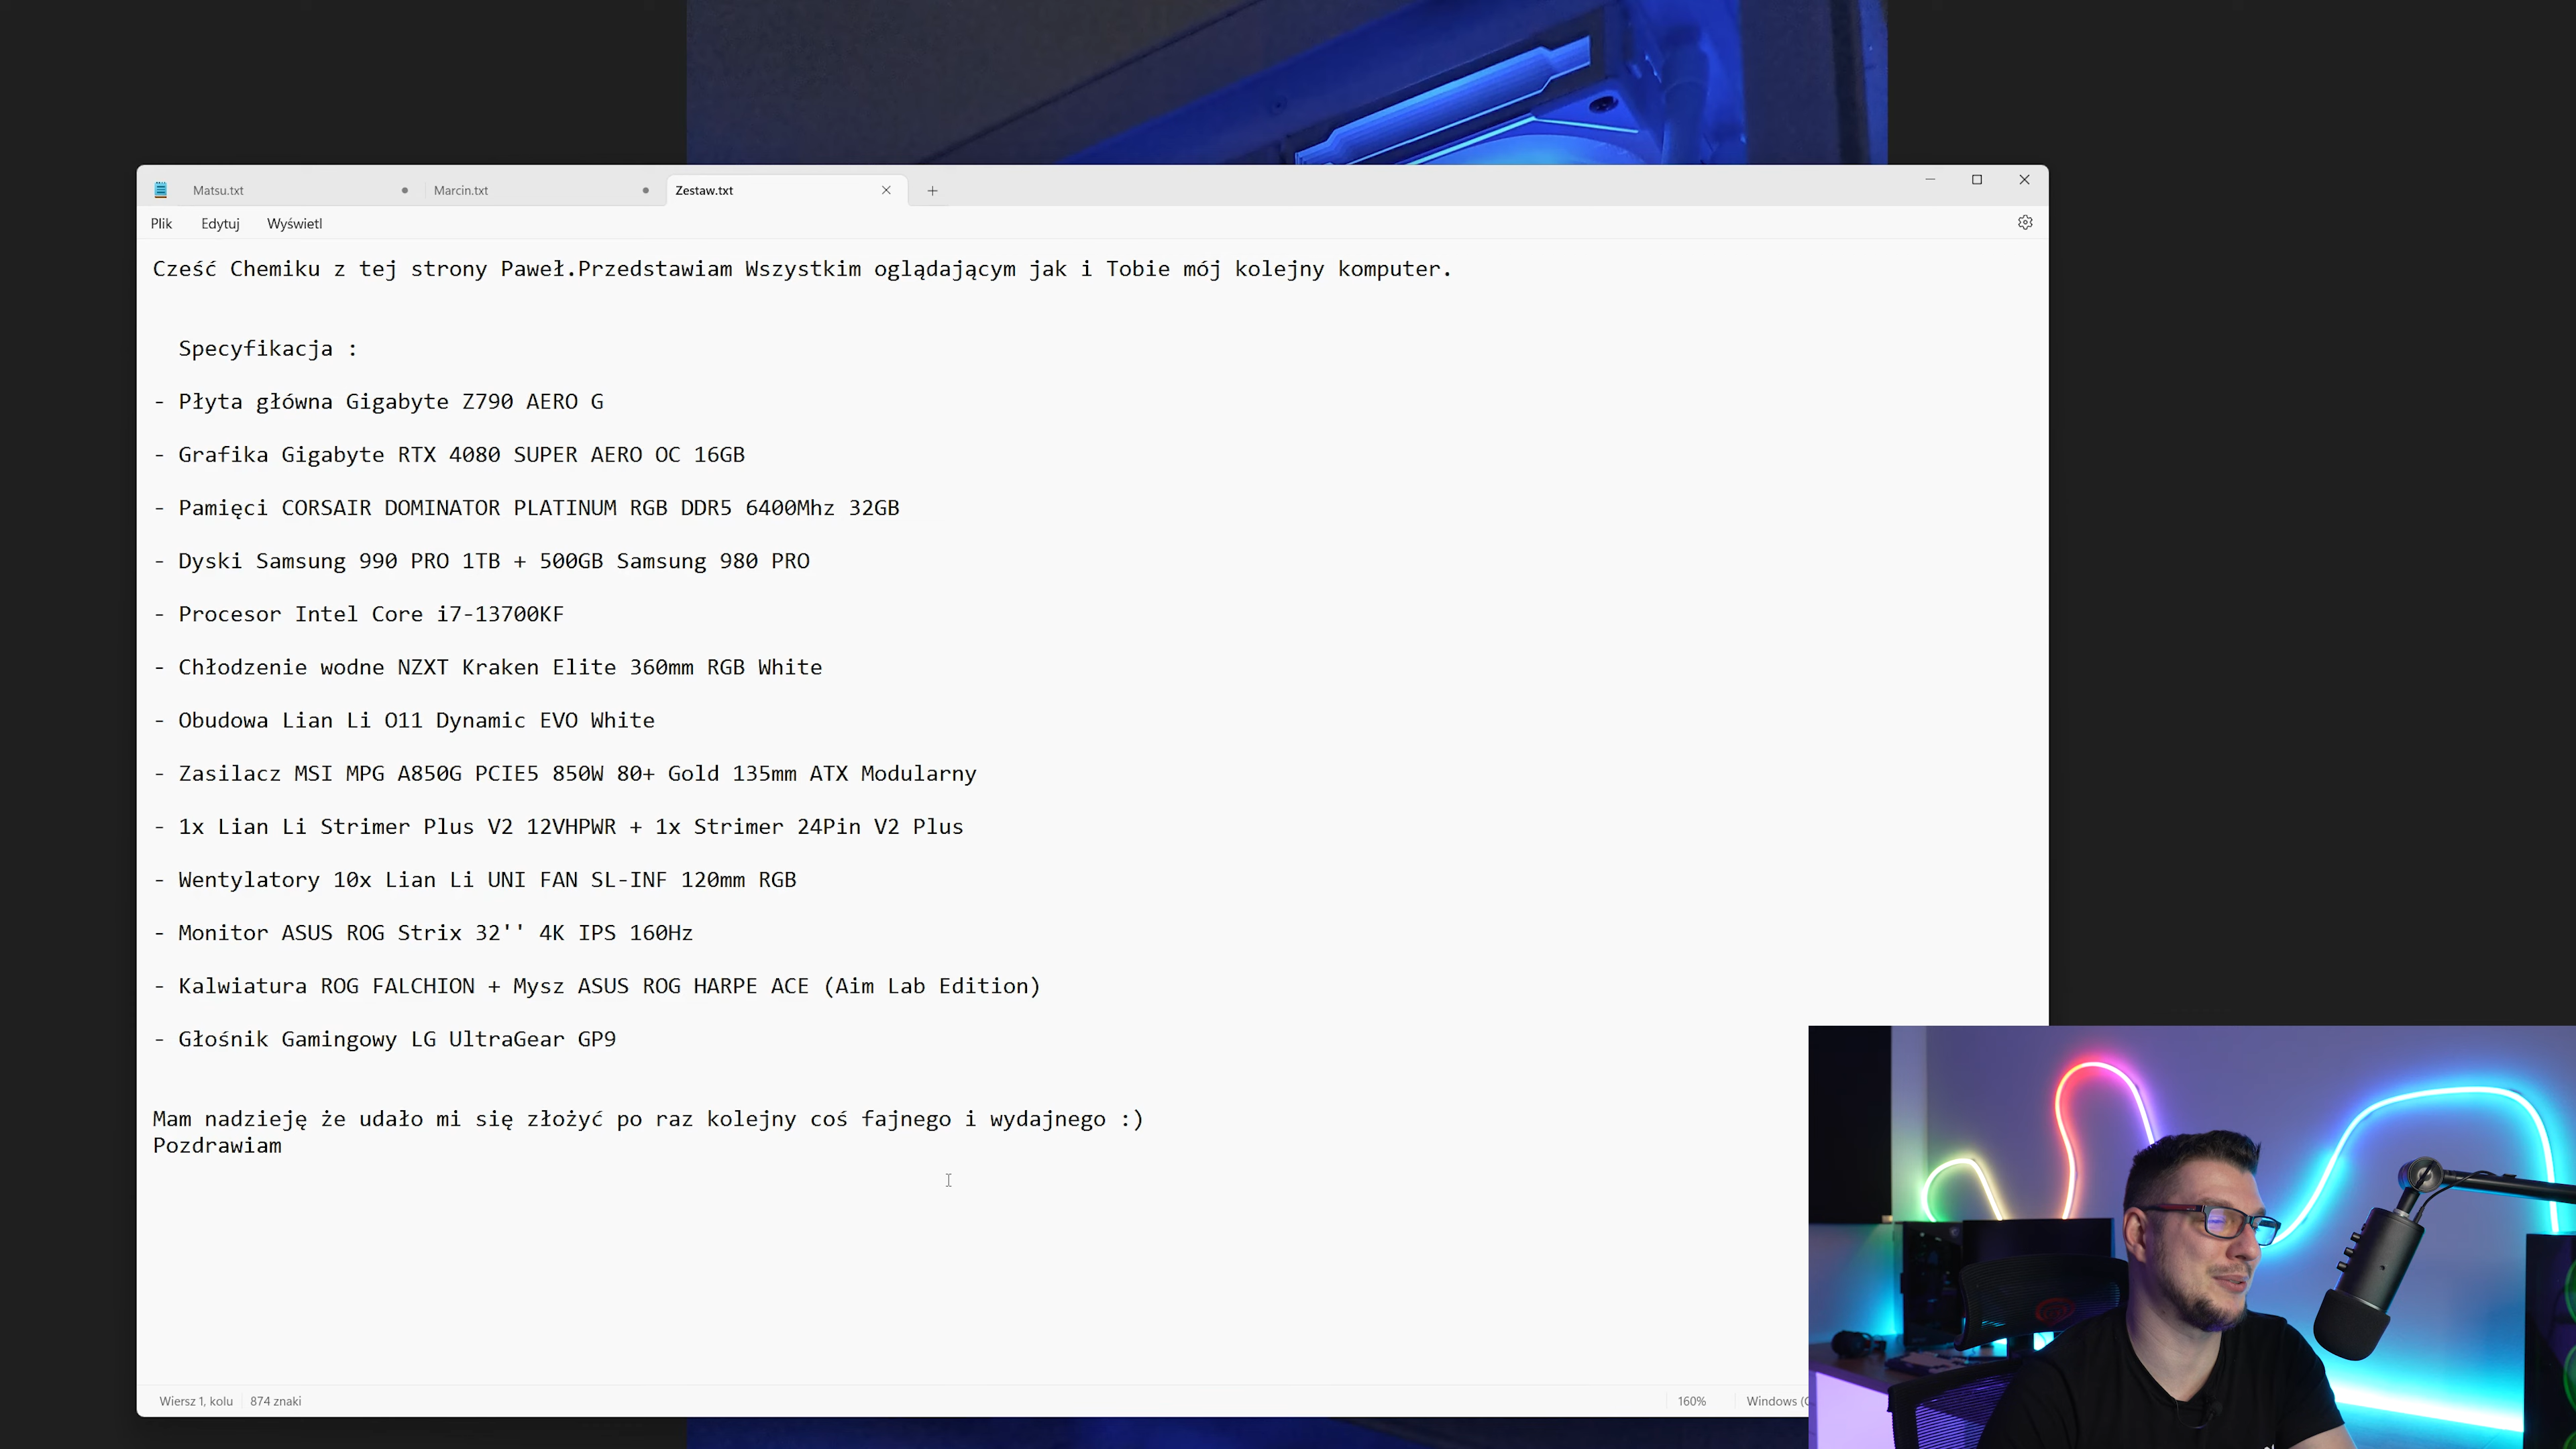 Matsu.txt
Marcin.txt
Zestaw.txt
Plik Edytuj Wyświetl
Cześć Chemiku z tej strony Paweł.Przedstawiam Wszystkim oglądającym jak i Tobie mój kolejny komputer.
Specyfikacja :
- Płyta główna Gigabyte Z790 AERO G
- Grafika Gigabyte RTX 4080 SUPER AERO OC 16GB
- Pamięci CORSAIR DOMINATOR PLATINUM RGB DDR5 6400Mhz 32GB
- Dyski Samsung 990 PRO 1TB + 500GB Samsung 980 PRO
- Procesor Intel Core i7-13700KF
- Chłodzenie wodne NZXT Kraken Elite 360mm RGB White
- Obudowa Lian Li O11 Dynamic EVO White
- Zasilacz MSI MPG A850G PCIE5 850W 80+ Gold 135mm ATX Modularny
- 1x Lian Li Strimer Plus V2 12VHPWR + 1x Strimer 24Pin V2 Plus
- Wentylatory 10x Lian Li UNI FAN SL-INF 120mm RGB
- Monitor ASUS ROG Strix 32'' 4K IPS 160Hz
- Kalwiatura ROG FALCHION + Mysz ASUS ROG HARPE ACE (Aim Lab Edition)
- Głośnik Gamingowy LG UltraGear GP9
Mam nadzieję że udało mi się złożyć po raz kolejny coś fajnego i wydajnego :)
Pozdrawiam
Wiersz 1, kolu 874 znaki 160% Windows